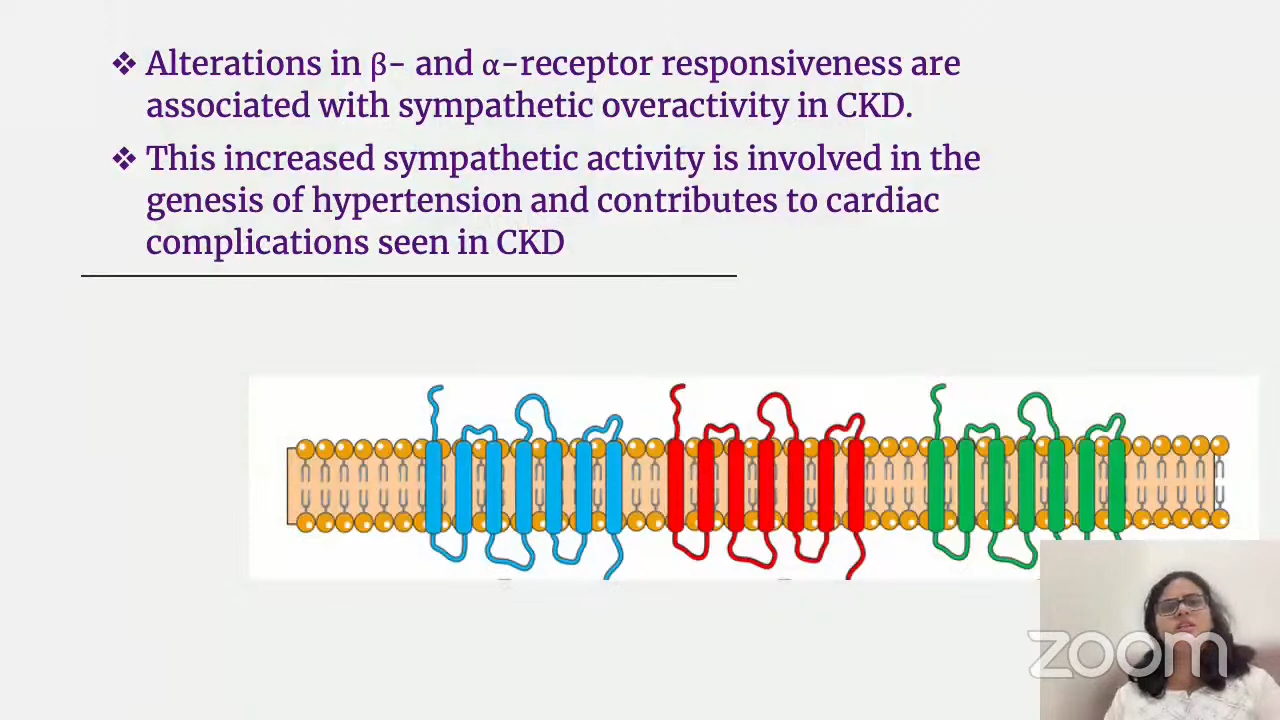 ❖ Alterations in β- and α-receptor responsiveness are
associated with sympathetic overactivity in CKD.
❖ This increased sympathetic activity is involved in the
genesis of hypertension and contributes to cardiac
complications seen in CKD
zoom